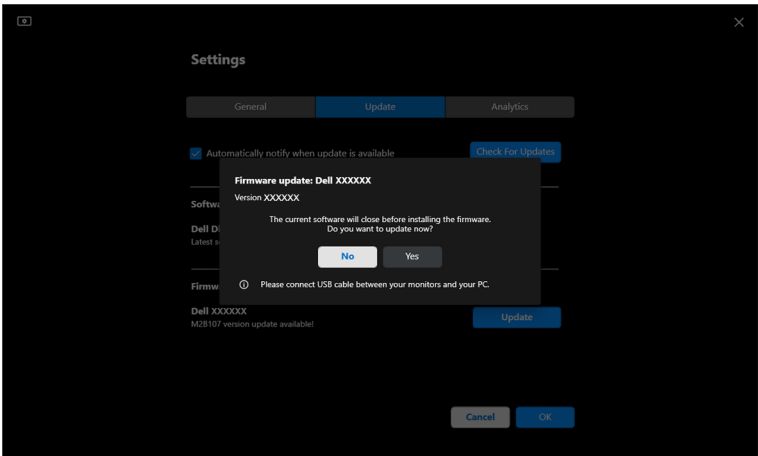 Settings
General
Update
Analytics
Automatically notify when update is available
Check For Updates
Firmware update: Dell XXXXXX
Version XXXXXX
The current software will close before installing the firmware.
Do you want to update now?
No
Yes
Please connect USB cable between your monitors and your PC.
Dell XXXXXX
M2B107 version update available!
Update
Cancel
OK